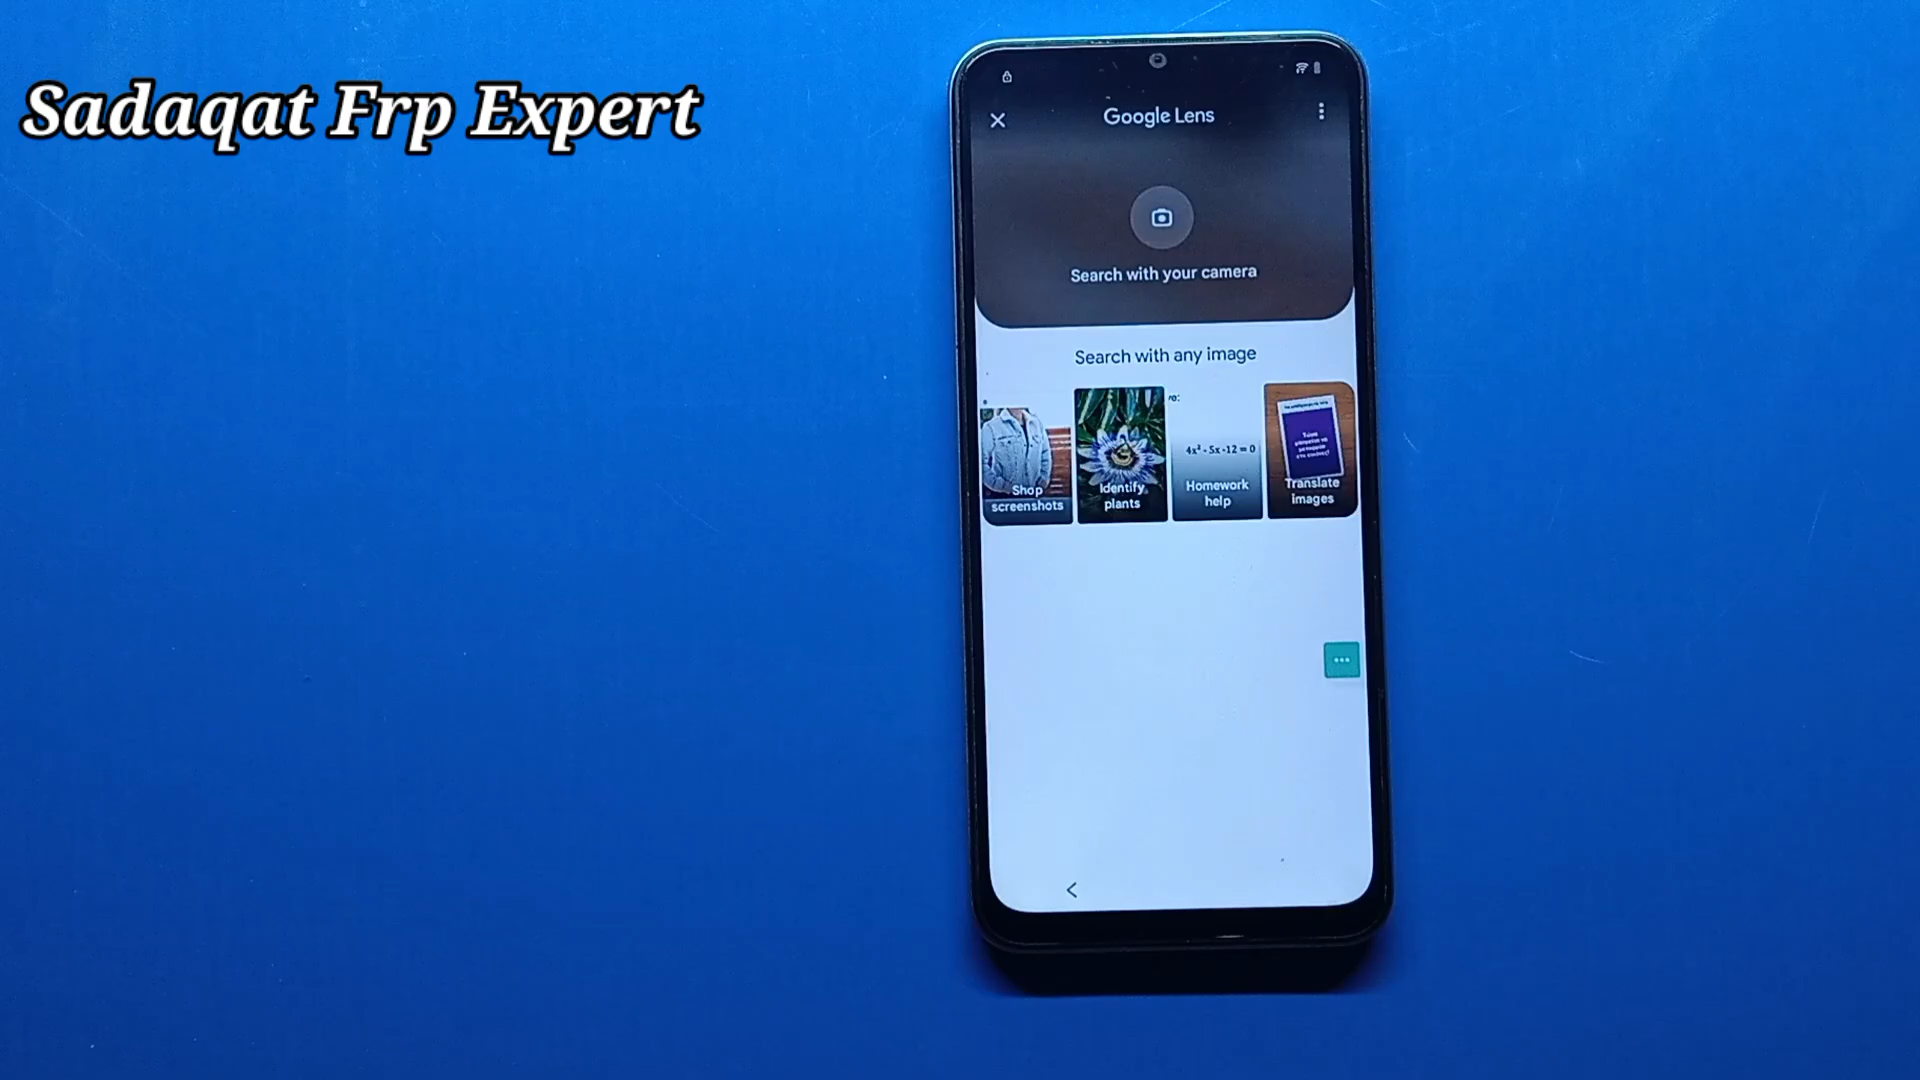 Sadaqat Frp Expert
Google Lens
Search with your camera
Search with any image
Shop
screenshots
Identify
plants
4x² - 5x -12 = 0
Homework
help
Translate
images